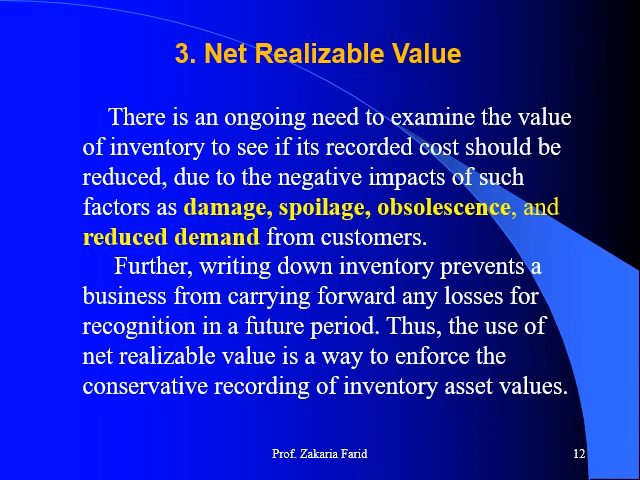 3. Net Realizable Value
There is an ongoing need to examine the value
of inventory to see if its recorded cost should be
reduced, due to the negative impacts of such
factors as damage, spoilage, obsolescence, and
reduced demand from customers.
Further, writing down inventory prevents a
business from carrying forward any losses for
recognition in a future period. Thus, the use of
net realizable value is a way to enforce the
conservative recording of inventory asset values.
Prof. Zakaria Farid
12